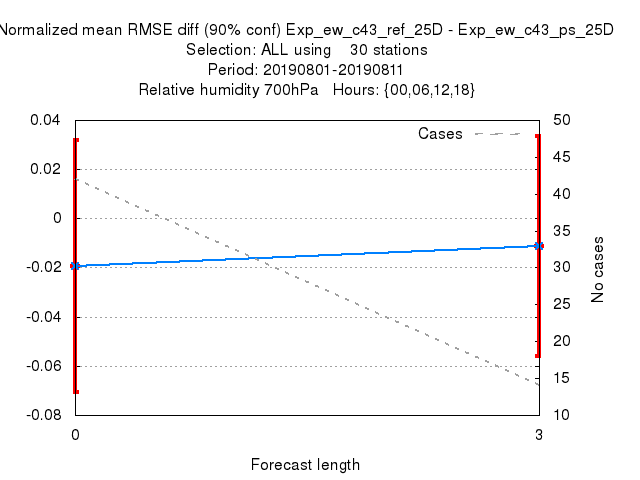 Normalized mean RMSE diff (90% conf) Exp_ew_c43_ref_25D - Exp_ew_c43_ps_25D
Selection: ALL using    30 stations
Period: 20190801-20190811
Relative humidity 700hPa   Hours: {00,06,12,18}
Cases
0.04
0.02
0
-0.02
-0.04
-0.06
-0.08
50
45
40
35
30
25
20
15
10
No cases
0
3
Forecast length